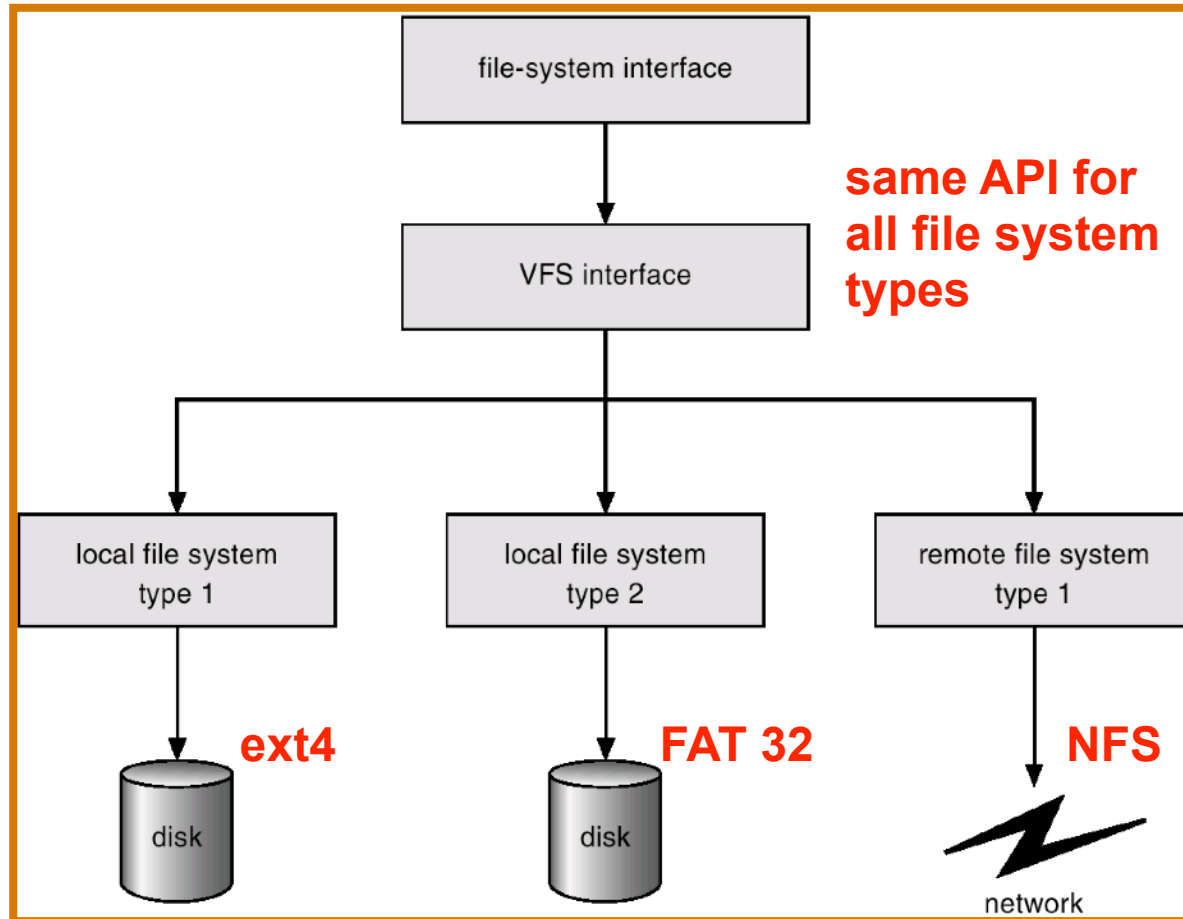 file-system interface
same API for
all file system
types
VFS interface
local file system
type 1
local file system
type 2
remote file system
type 1
ext4
FAT 32
NFS
disk
disk
network